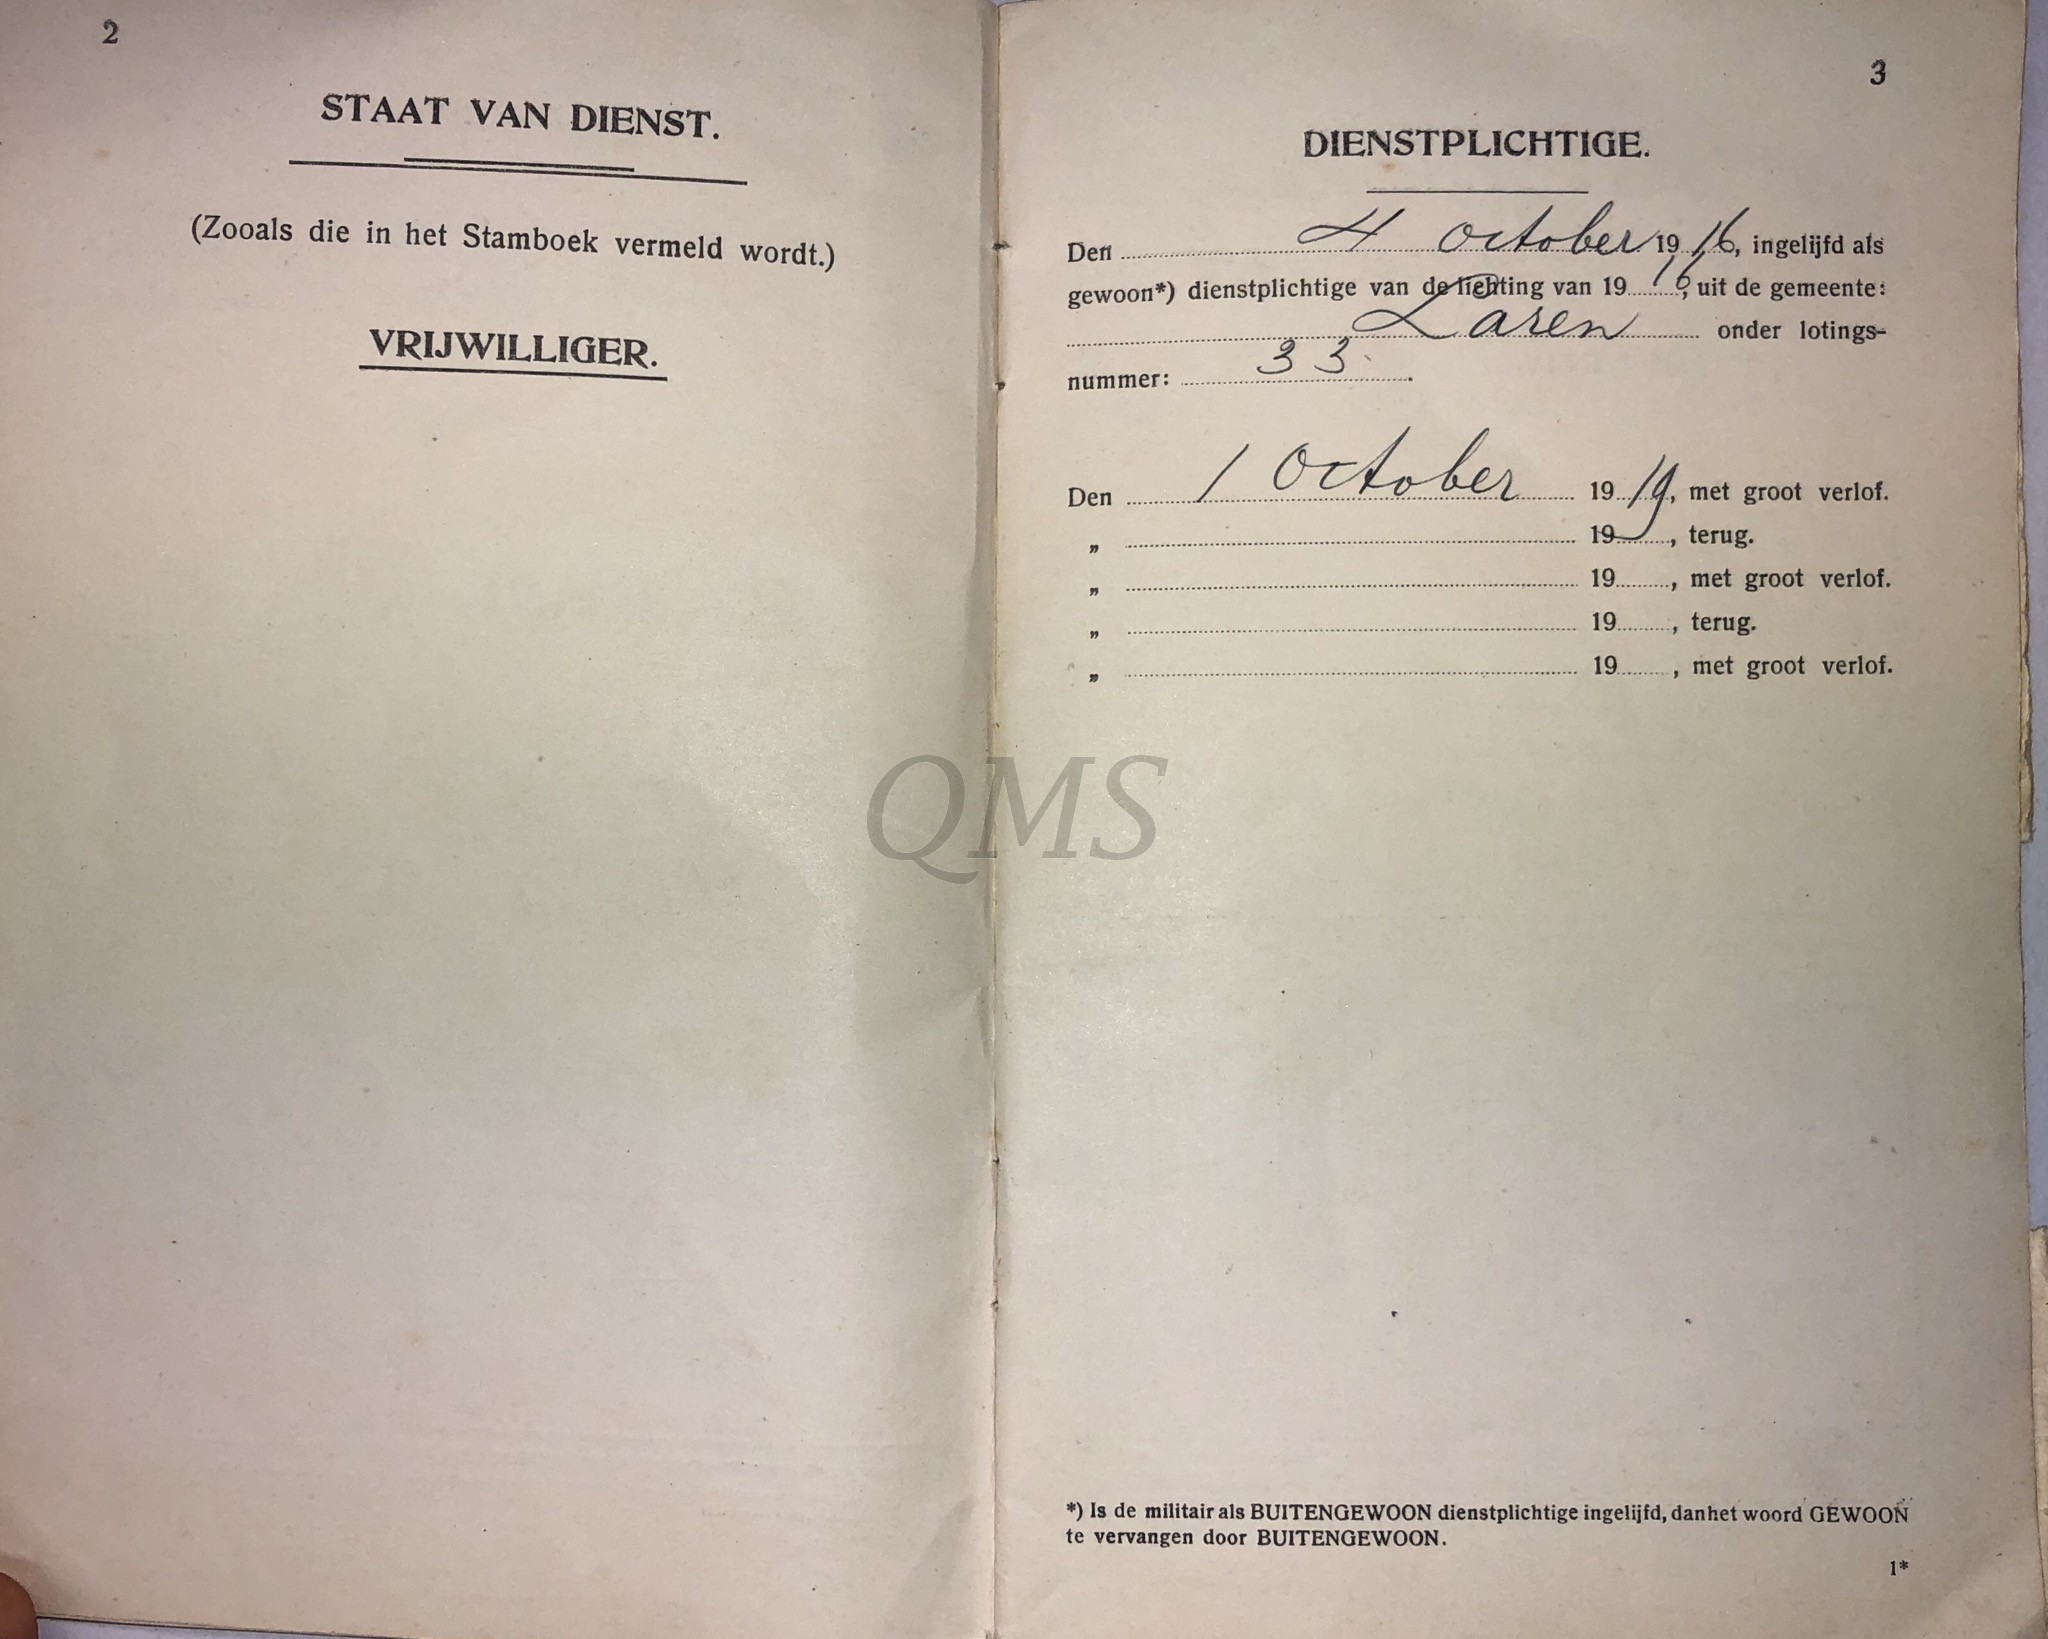 2
STAAT VAN DIENST.
(Zooals die in het Stamboek vermeld wordt.)
VRIJWILLIGER.
3
DIENSTPLICHTIGE.
Den 4 October 1916, ingelijfd als
gewoon*) dienstplichtige van de lichting van 1916, uit de gemeente:
Laren onder lotings-
nummer: 33.
Den 1 October 1919, met groot verlof.
„ 19 , terug.
„ 19 , met groot verlof.
„ 19 , terug.
„ 19 , met groot verlof.
QMS
*) Is de militair als BUITENGEWOON dienstplichtige ingelijfd, dan het woord GEWOON
te vervangen door BUITENGEWOON.
1*